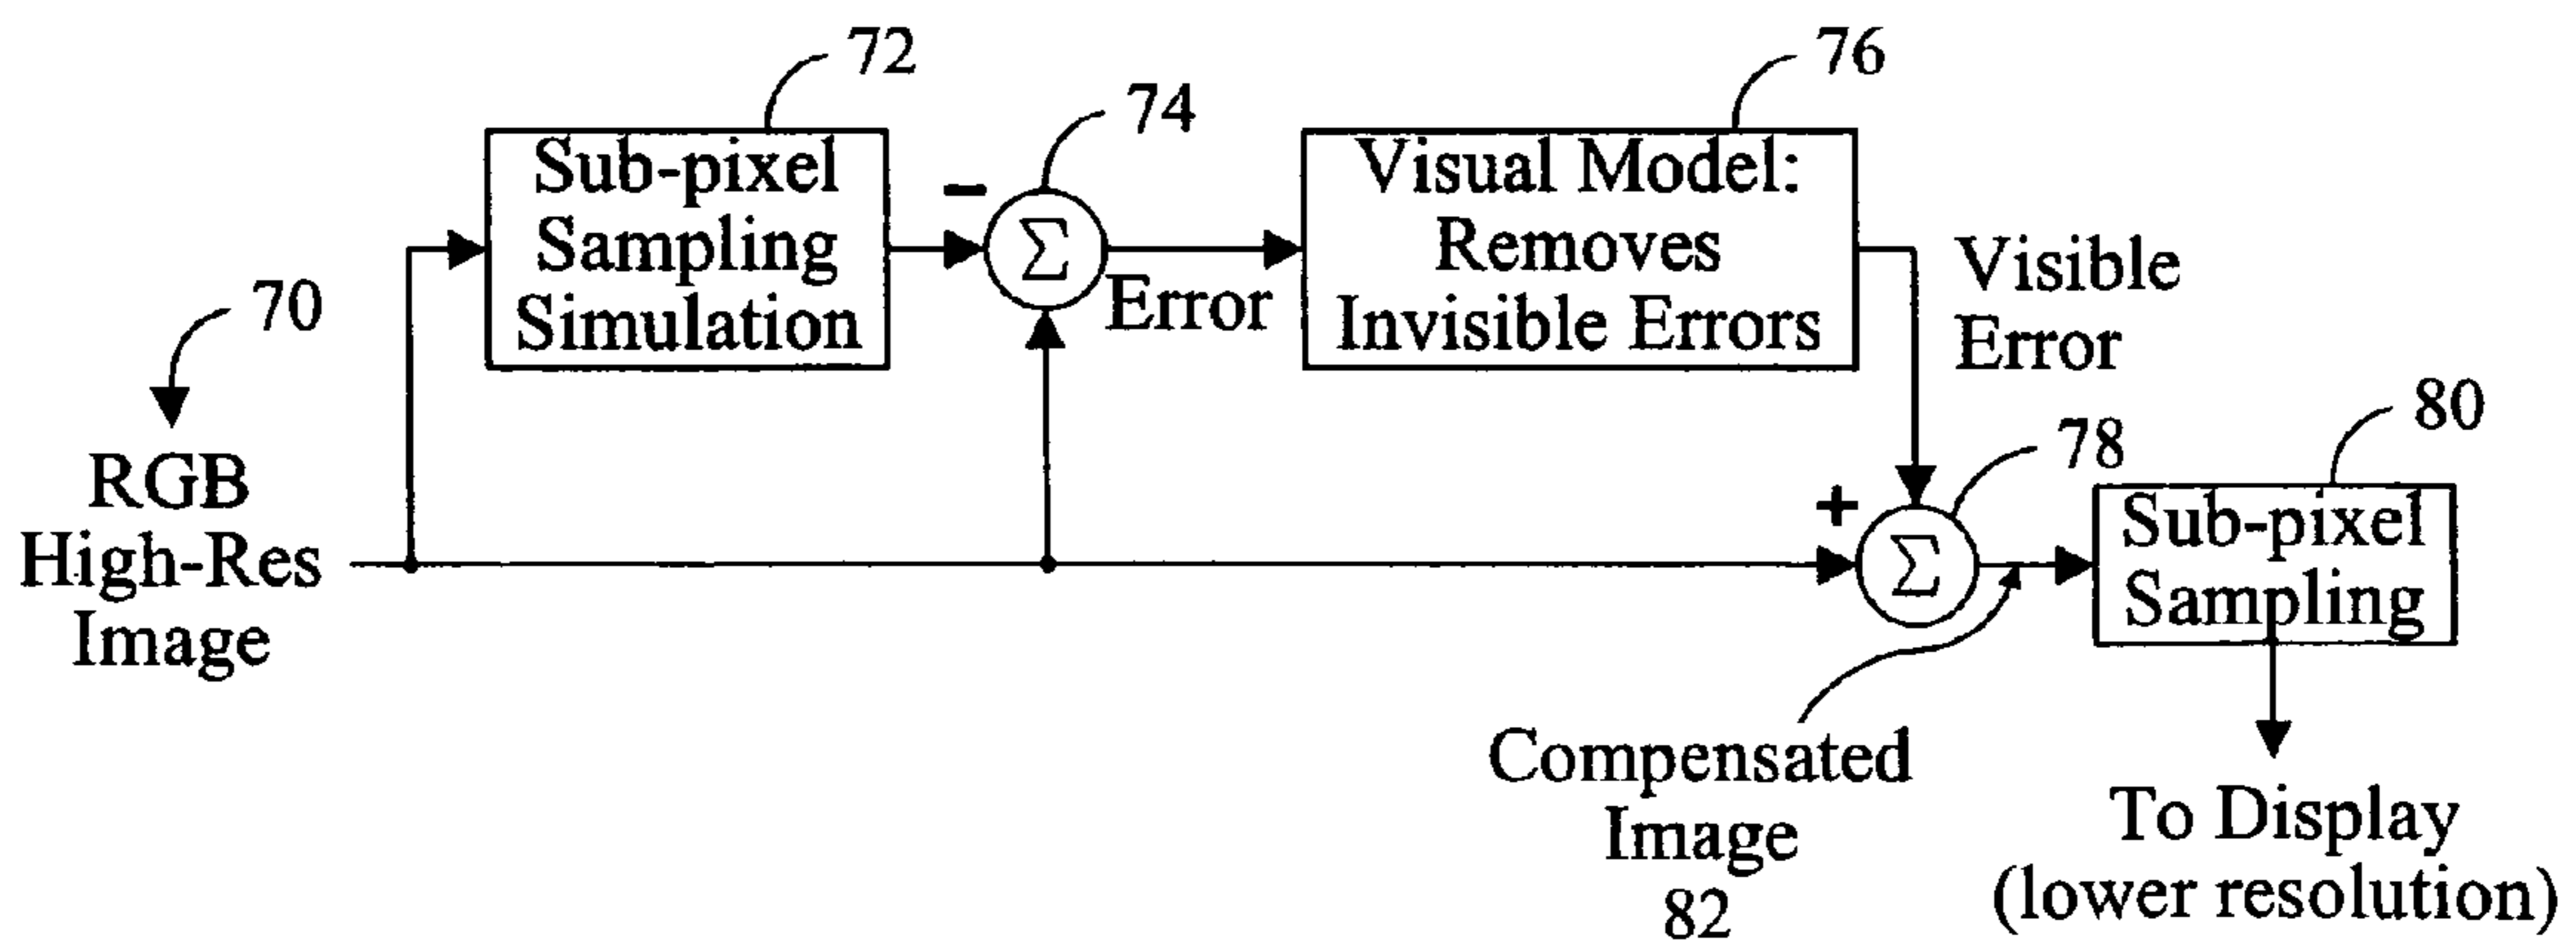 72
76
74
Sub-pixel
Sampling
Simulation
−
Σ
Error
Visual Model:
Removes
Invisible Errors
Visible
Error
70
RGB
High-Res
Image
80
78
+
Σ
Sub-pixel
Sampling
Compensated
Image
82
To Display
(lower resolution)